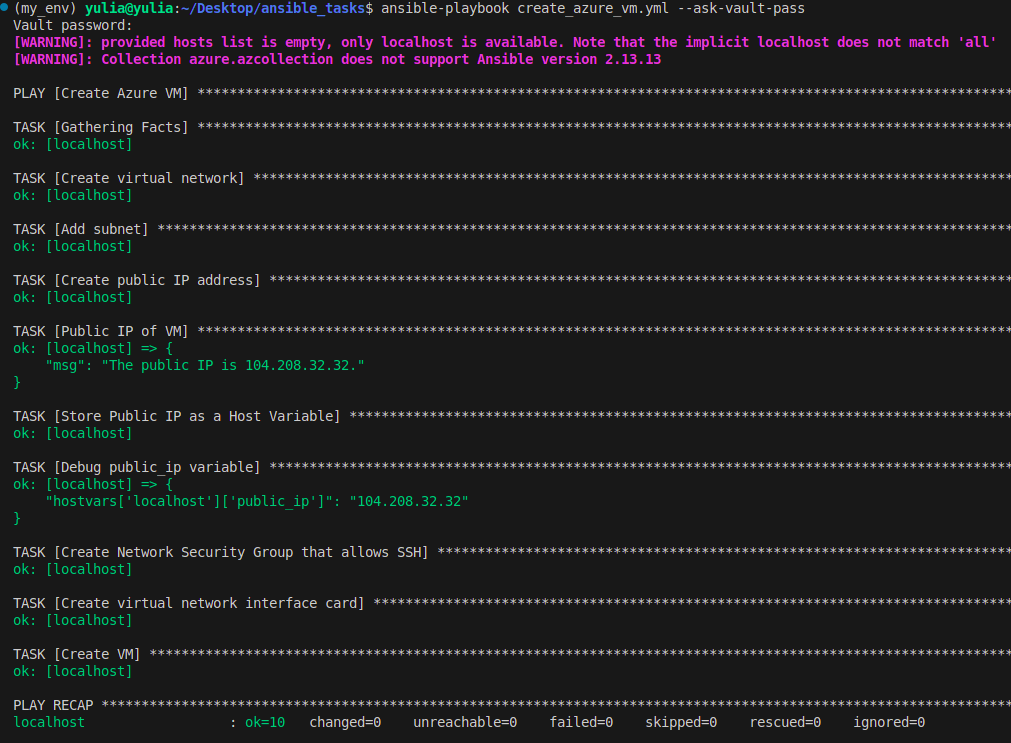 (my_env) yulia@yulia:~/Desktop/ansible_tasks$ ansible-playbook create_azure_vm.yml --ask-vault-pass
Vault password:
[WARNING]: provided hosts list is empty, only localhost is available. Note that the implicit localhost does not match 'all'
[WARNING]: Collection azure.azcollection does not support Ansible version 2.13.13

PLAY [Create Azure VM] ******************************************************************************************************

TASK [Gathering Facts] ******************************************************************************************************
ok: [localhost]

TASK [Create virtual network] ***********************************************************************************************
ok: [localhost]

TASK [Add subnet] ***********************************************************************************************************
ok: [localhost]

TASK [Create public IP address] *********************************************************************************************
ok: [localhost]

TASK [Public IP of VM] ******************************************************************************************************
ok: [localhost] => {
    "msg": "The public IP is 104.208.32.32."
}

TASK [Store Public IP as a Host Variable] ***********************************************************************************
ok: [localhost]

TASK [Debug public_ip variable] *********************************************************************************************
ok: [localhost] => {
    "hostvars['localhost']['public_ip']": "104.208.32.32"
}

TASK [Create Network Security Group that allows SSH] ************************************************************************
ok: [localhost]

TASK [Create virtual network interface card] ********************************************************************************
ok: [localhost]

TASK [Create VM] ************************************************************************************************************
ok: [localhost]

PLAY RECAP ******************************************************************************************************************
localhost                  : ok=10   changed=0    unreachable=0    failed=0    skipped=0    rescued=0    ignored=0